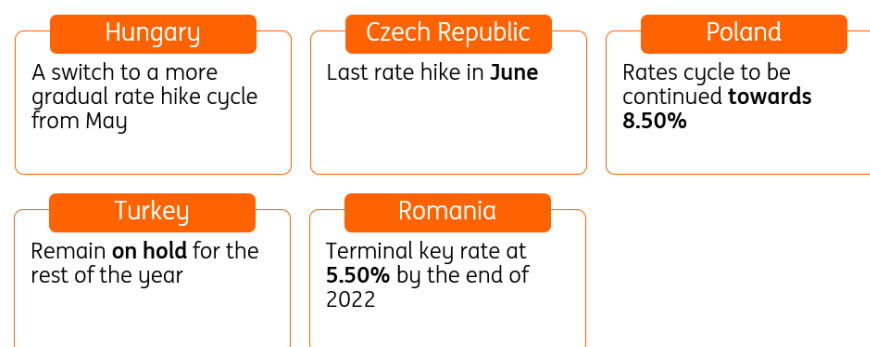 Hungary
A switch to a more
gradual rate hike cycle
from May
Czech Republic
Last rate hike in June
Poland
Rates cycle to be
continued towards
8.50%
Turkey
Remain on hold for the
rest of the year
Romania
Terminal key rate at
5.50% by the end of
2022